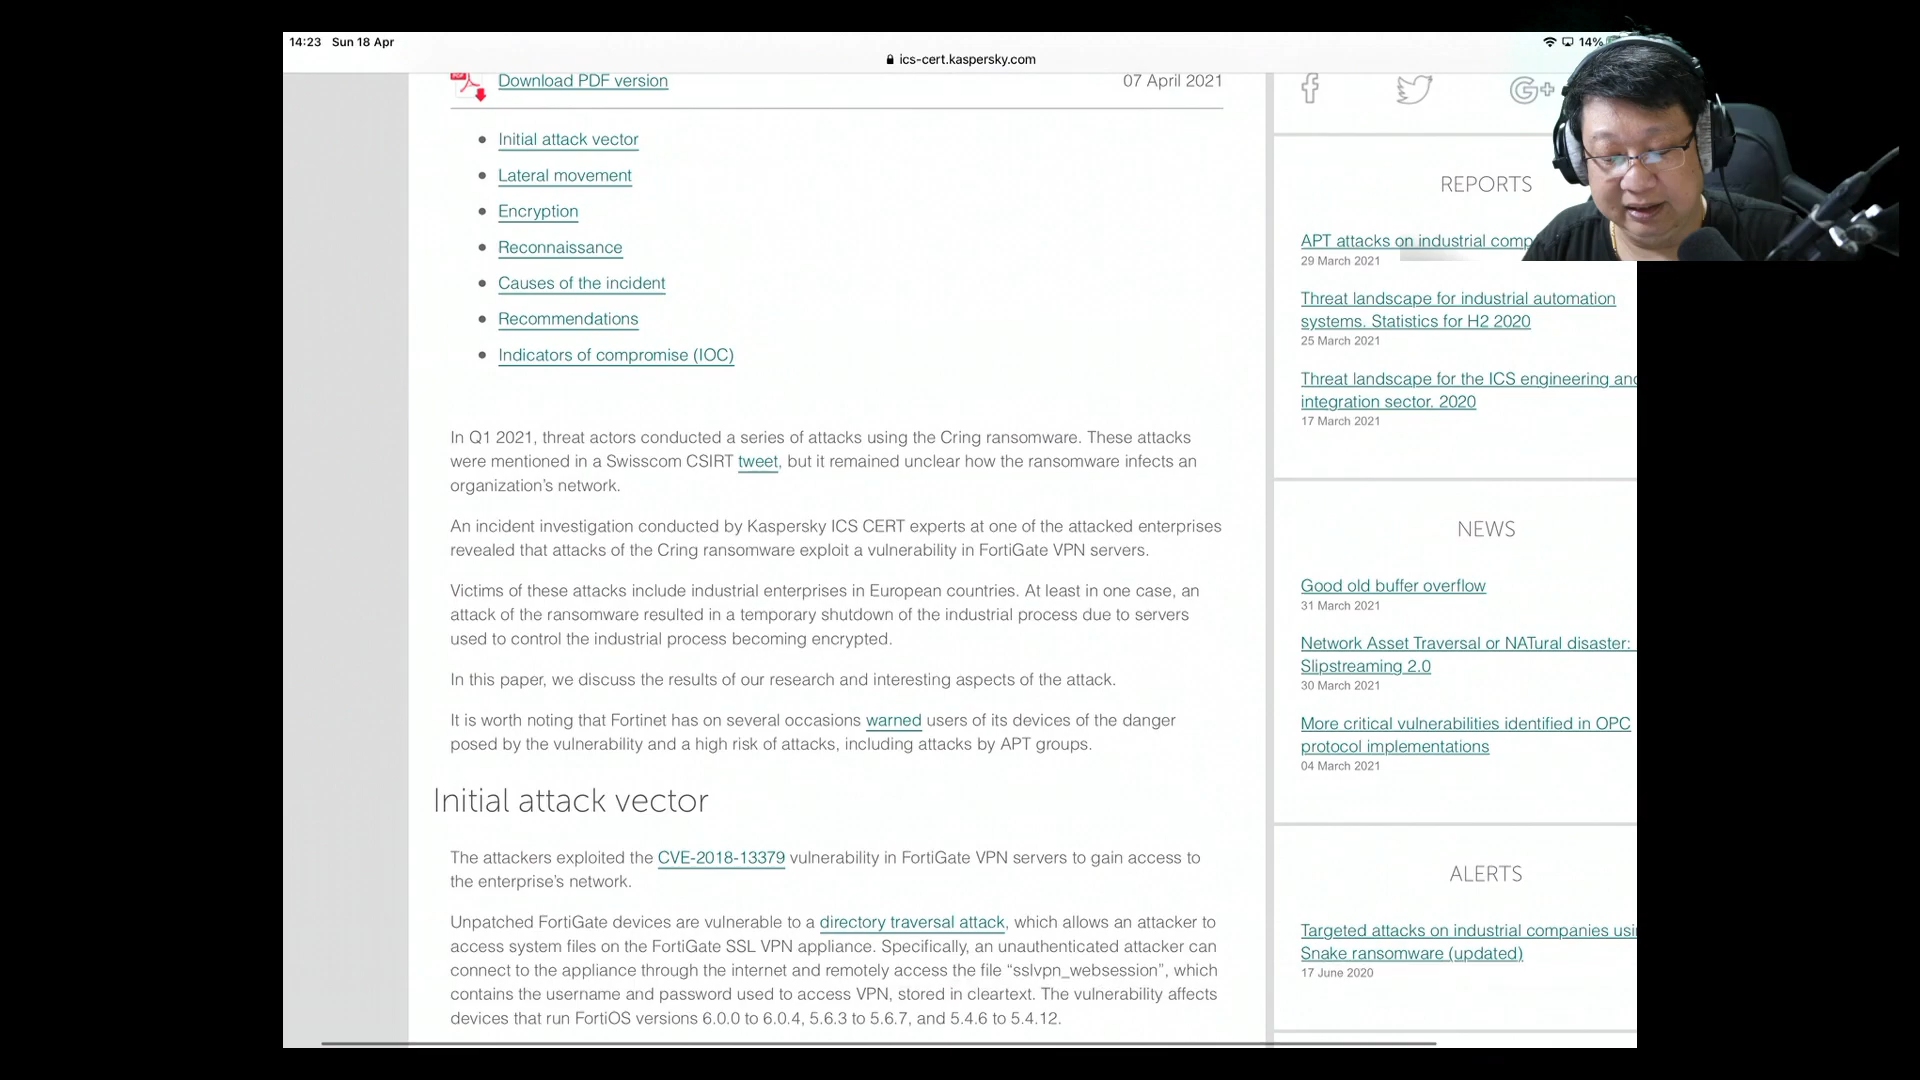 14:23 Sun 18 Apr
14%
ics-cert.kaspersky.com
Download PDF version
07 April 2021
Initial attack vector
Lateral movement
Encryption
Reconnaissance
Causes of the incident
Recommendations
Indicators of compromise (IOC)
In Q1 2021, threat actors conducted a series of attacks using the Cring ransomware. These attacks
were mentioned in a Swisscom CSIRT tweet, but it remained unclear how the ransomware infects an
organization's network.
An incident investigation conducted by Kaspersky ICS CERT experts at one of the attacked enterprises
revealed that attacks of the Cring ransomware exploit a vulnerability in FortiGate VPN servers.
Victims of these attacks include industrial enterprises in European countries. At least in one case, an
attack of the ransomware resulted in a temporary shutdown of the industrial process due to servers
used to control the industrial process becoming encrypted.
In this paper, we discuss the results of our research and interesting aspects of the attack.
It is worth noting that Fortinet has on several occasions warned users of its devices of the danger
posed by the vulnerability and a high risk of attacks, including attacks by APT groups.
Initial attack vector
The attackers exploited the CVE-2018-13379 vulnerability in FortiGate VPN servers to gain access to
the enterprise's network.
Unpatched FortiGate devices are vulnerable to a directory traversal attack, which allows an attacker to
access system files on the FortiGate SSL VPN appliance. Specifically, an unauthenticated attacker can
connect to the appliance through the internet and remotely access the file “sslvpn_websession”, which
contains the username and password used to access VPN, stored in cleartext. The vulnerability affects
devices that run FortiOS versions 6.0.0 to 6.0.4, 5.6.3 to 5.6.7, and 5.4.6 to 5.4.12.
G+
REPORTS
APT attacks on industrial comp
29 March 2021
Threat landscape for industrial automation
systems. Statistics for H2 2020
25 March 2021
Threat landscape for the ICS engineering and
integration sector. 2020
17 March 2021
NEWS
Good old buffer overflow
31 March 2021
Network Asset Traversal or NATural disaster:
Slipstreaming 2.0
30 March 2021
More critical vulnerabilities identified in OPC
protocol implementations
04 March 2021
ALERTS
Targeted attacks on industrial companies usi
Snake ransomware (updated)
17 June 2020